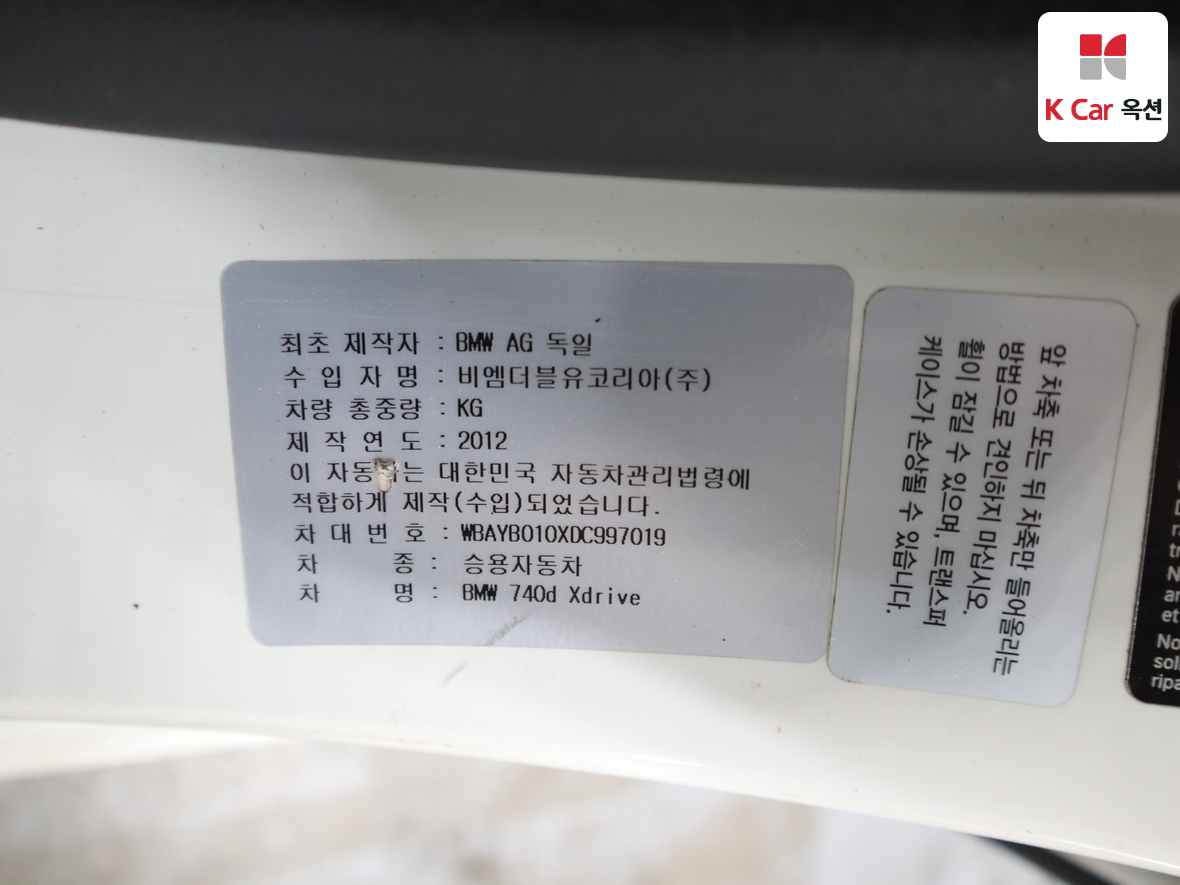 K Car 옥션
최초 제작자 : BMW AG 독일
수 입 자 명 : 비엠더블유코리아(주)
차량 총중량 : KG
제 작 연 도 : 2012
이 자동 는 대한민국 자동차관리법령에
적합하게 제작(수입)되었습니다.
차 대 번 호 : WBAYB010XDC997019
차 종 : 승용자동차
차 명 : BMW 740d Xdrive
앞 차축 또는 뒤 차축만 들어올리는
방법으로 견인하지 마십시오.
휠이 잠길 수 있으며, 트랜스퍼
케이스가 손상될 수 있습니다.
No
et
No
soll
ripa